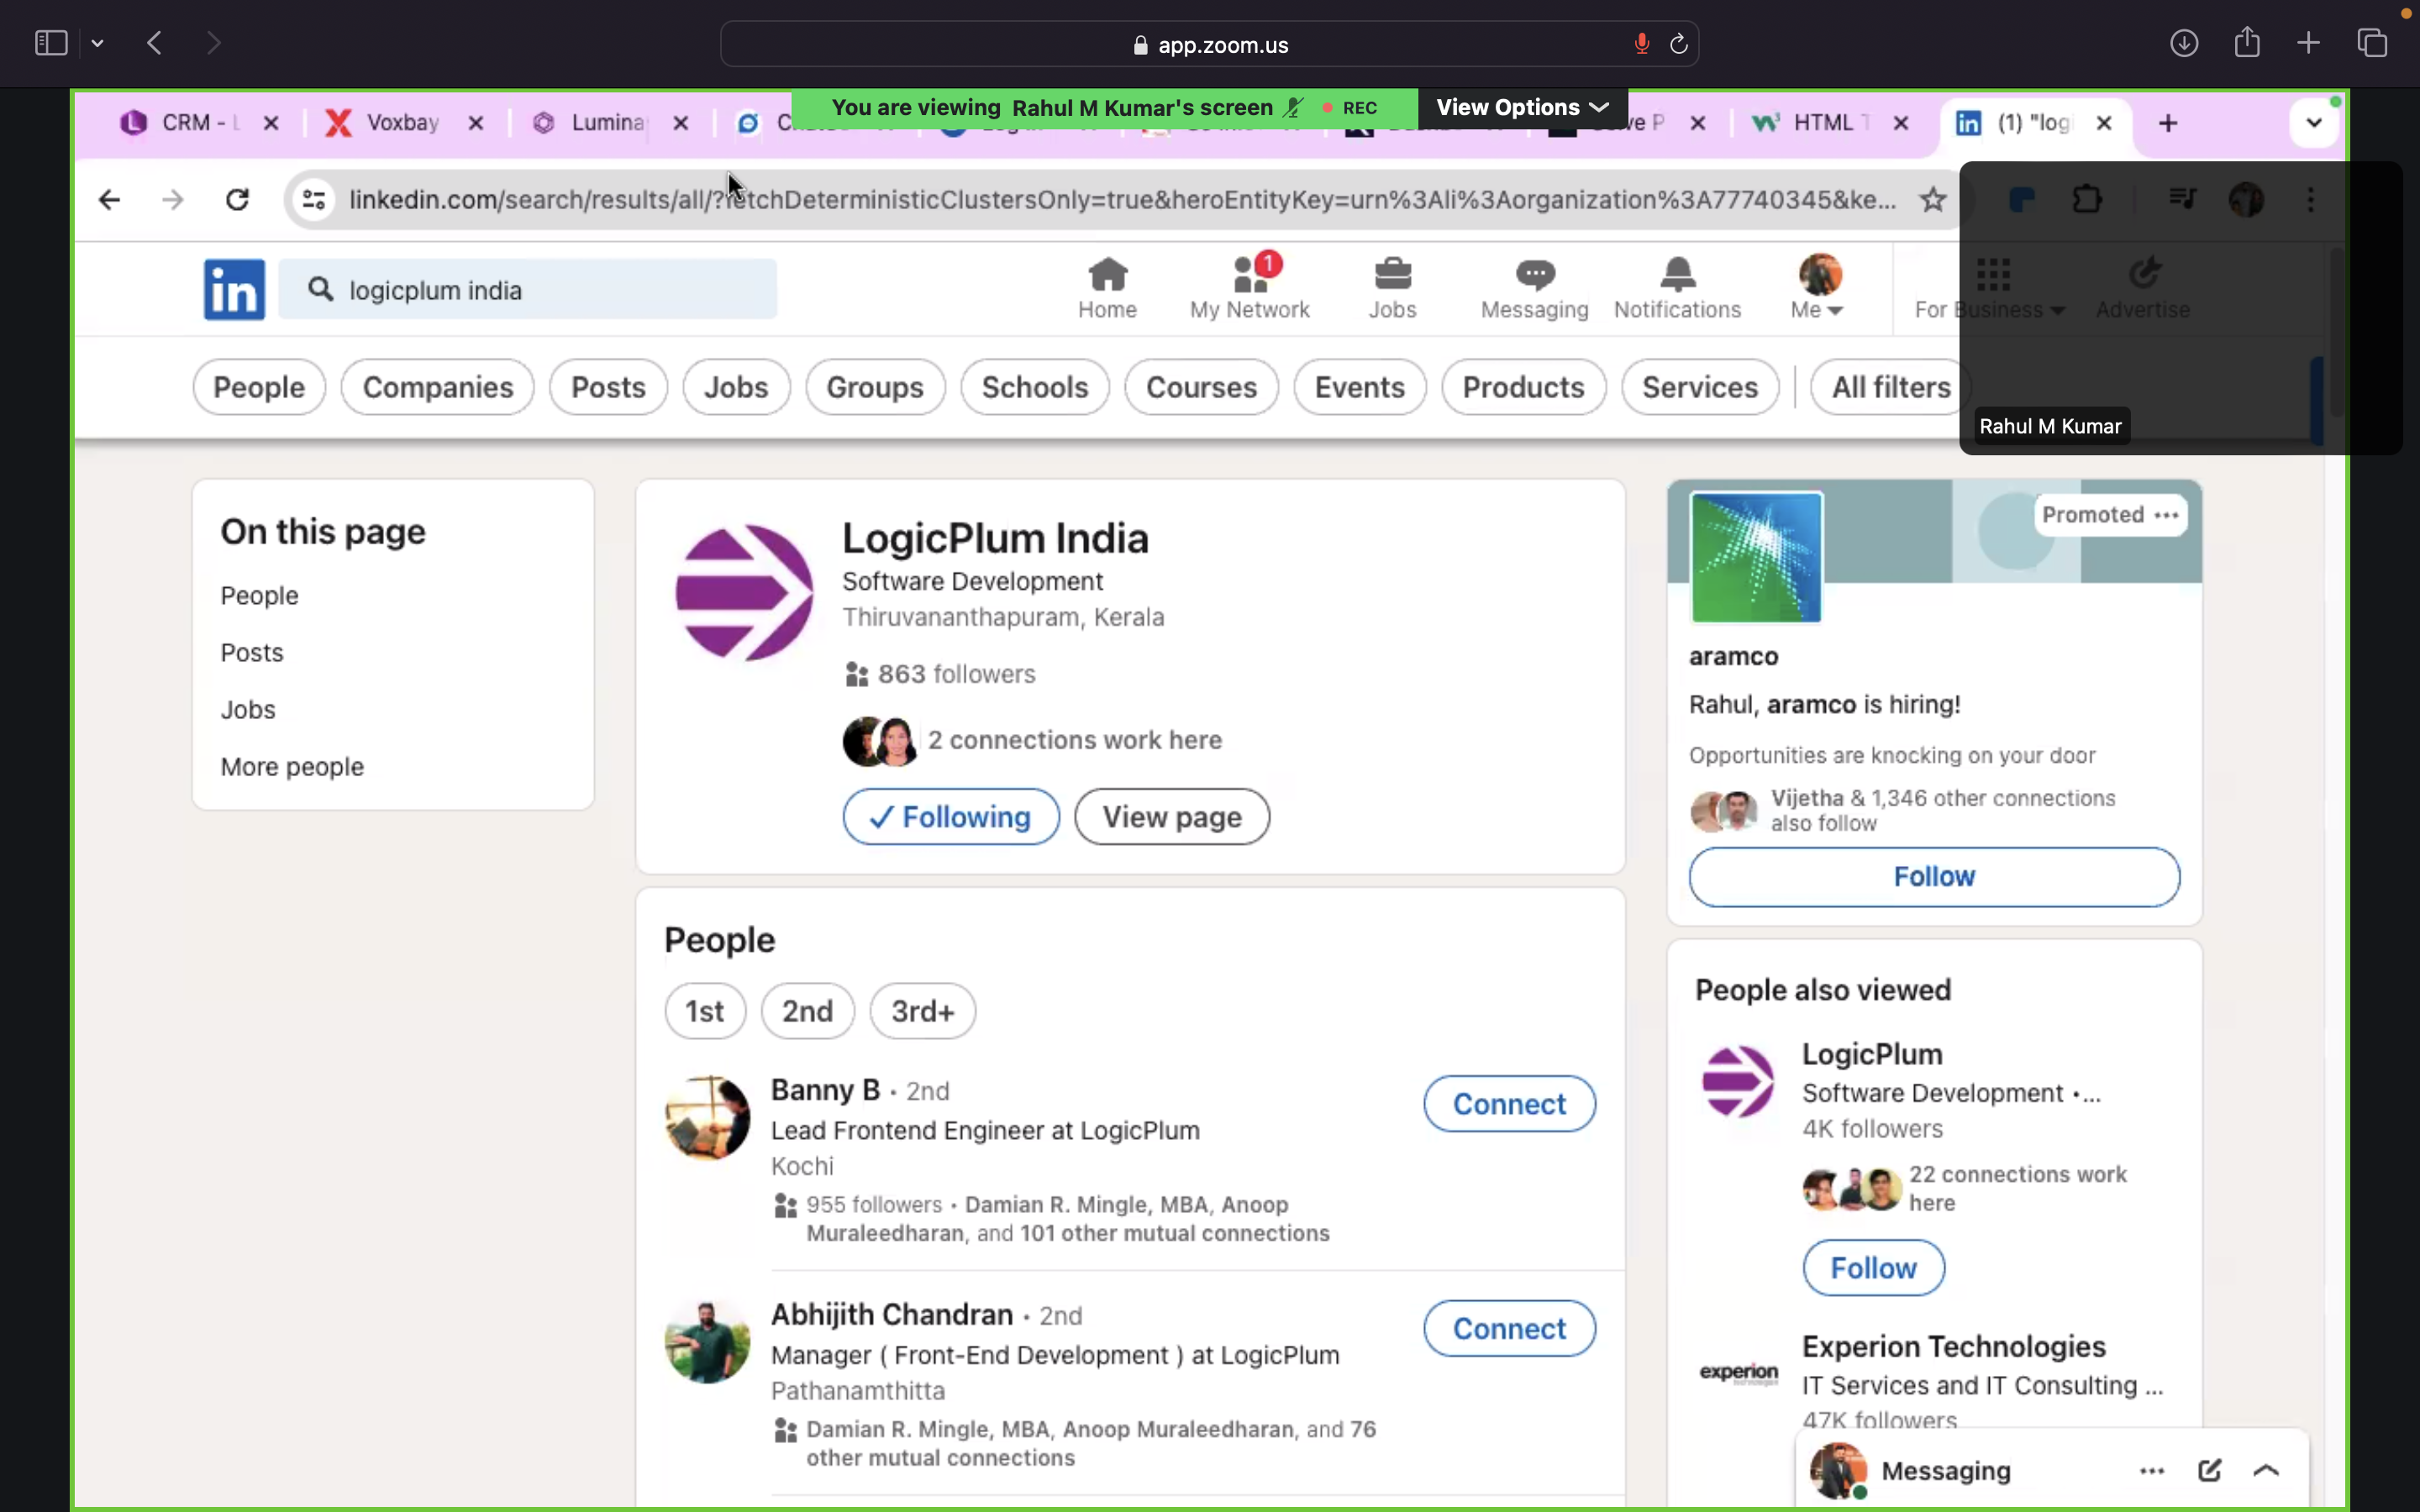 app.zoom.us
You are viewing Rahul M Kumar's screen REC View Options
CRM - L
Voxbay
Lumina
HTML T
(1) "log
linkedin.com/search/results/all/?fetchDeterministicClustersOnly=true&heroEntityKey=urn%3Ali%3Aorganization%3A77740345&ke...
in
logicplum india
Home
1
My Network
Jobs
Messaging
Notifications
Me
For Business
Advertise
People
Companies
Posts
Jobs
Groups
Schools
Courses
Events
Products
Services
All filters
Rahul M Kumar
On this page
People
Posts
Jobs
More people
LogicPlum India
Software Development
Thiruvananthapuram, Kerala
863 followers
2 connections work here
✓ Following
View page
People
1st
2nd
3rd+
Banny B • 2nd
Connect
Lead Frontend Engineer at LogicPlum
Kochi
955 followers • Damian R. Mingle, MBA, Anoop
Muraleedharan, and 101 other mutual connections
Abhijith Chandran • 2nd
Connect
Manager ( Front-End Development ) at LogicPlum
Pathanamthitta
Damian R. Mingle, MBA, Anoop Muraleedharan, and 76
other mutual connections
Promoted •••
aramco
Rahul, aramco is hiring!
Opportunities are knocking on your door
Vijetha & 1,346 other connections
also follow
Follow
People also viewed
LogicPlum
Software Development •...
4K followers
22 connections work
here
Follow
experion
Experion Technologies
IT Services and IT Consulting ...
47K followers
Messaging